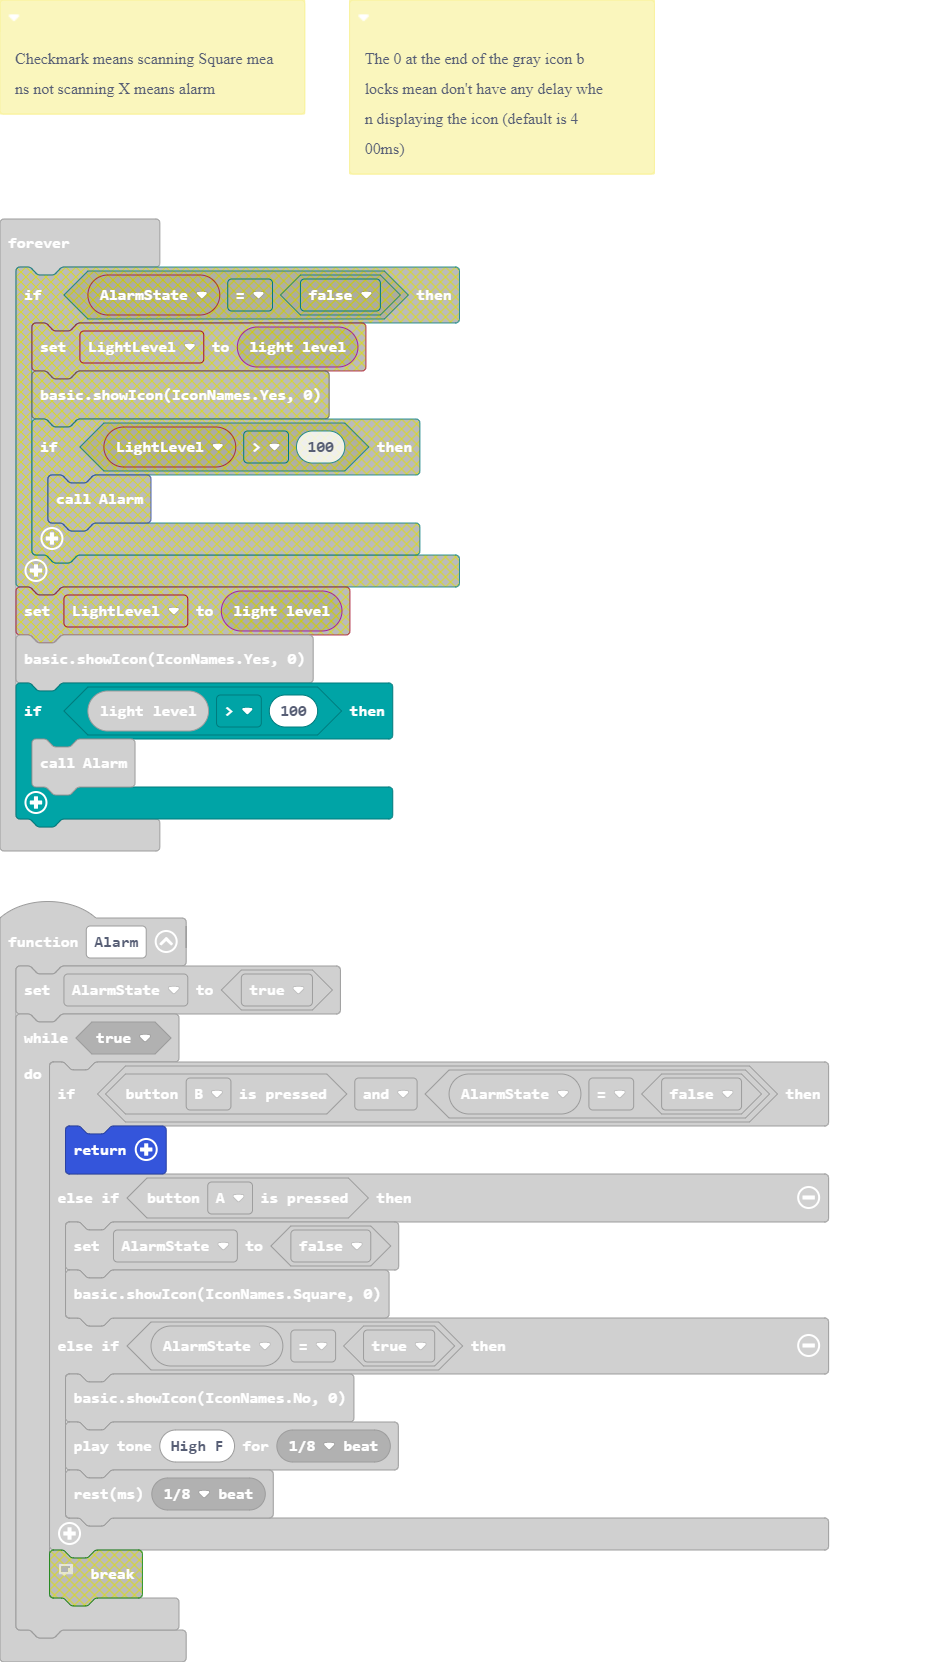 Checkmark means scanning Square mea
ns not scanning X means alarm
The 0 at the end of the gray icon b
locks mean don't have any delay whe
n displaying the icon (default is 4
00ms)
forever
if AlarmState = false then
set LightLevel to light level
basic.showIcon(IconNames.Yes, 0)
if LightLevel > 100 then
call Alarm
set LightLevel to light level
basic.showIcon(IconNames.Yes, 0)
if light level > 100 then
call Alarm
function Alarm
set AlarmState to true
while true
do
if button B is pressed and AlarmState = false then
return
else if button A is pressed then
set AlarmState to false
basic.showIcon(IconNames.Square, 0)
else if AlarmState = true then
basic.showIcon(IconNames.No, 0)
play tone High F for 1/8 beat
rest(ms) 1/8 beat
break